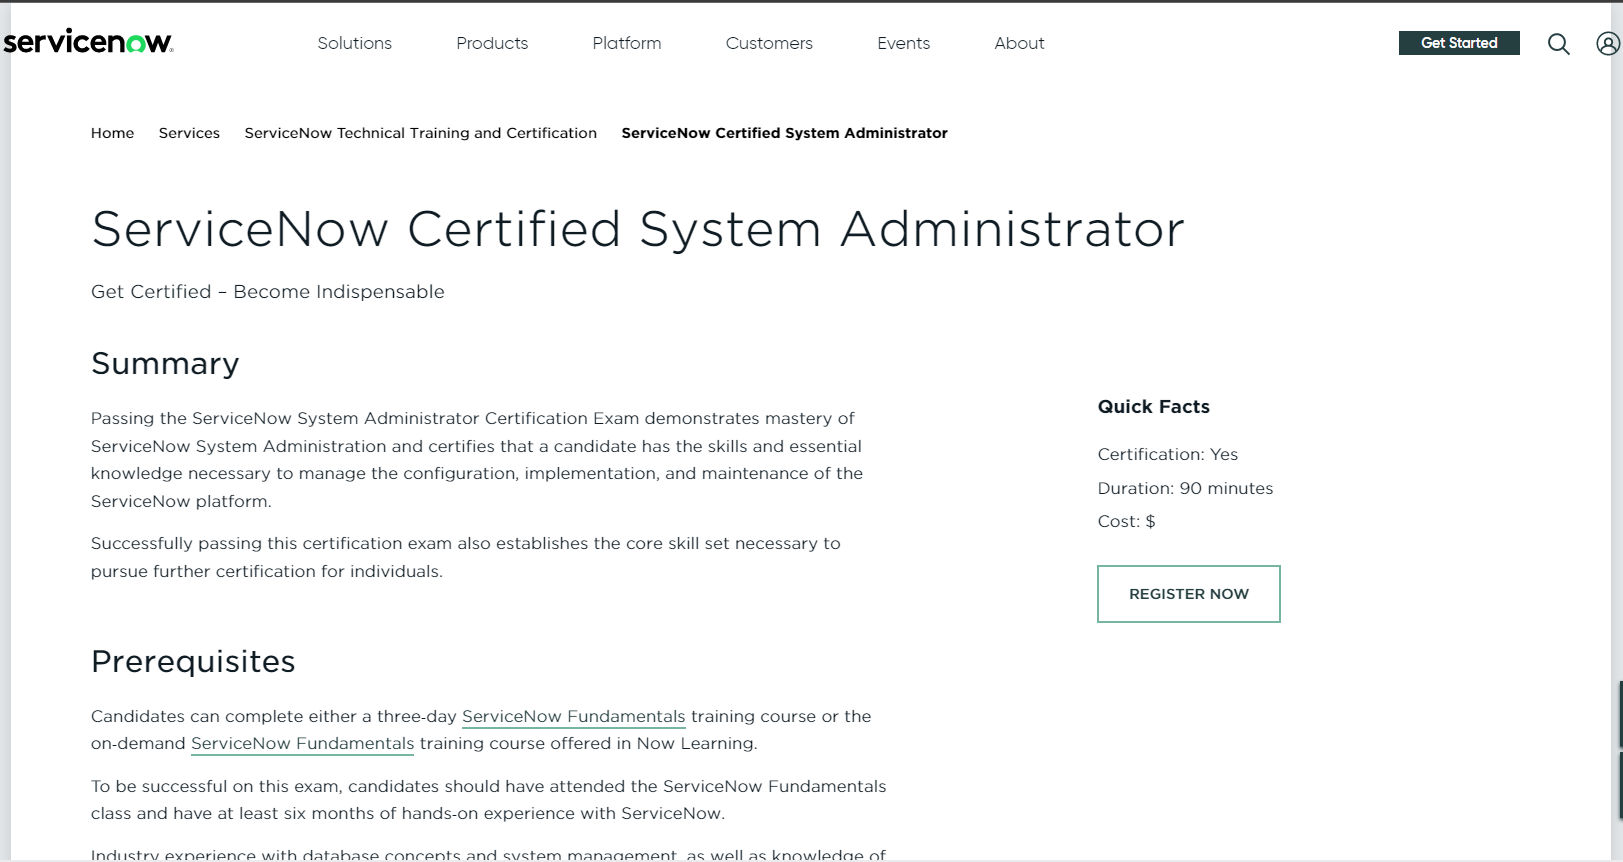 servicenow
Solutions
Products
Platform
Customers
Events
About
Get Started
Home
Services
ServiceNow Technical Training and Certification
ServiceNow Certified System Administrator
ServiceNow Certified System Administrator
Get Certified – Become Indispensable
Summary
Passing the ServiceNow System Administrator Certification Exam demonstrates mastery of
ServiceNow System Administration and certifies that a candidate has the skills and essential
knowledge necessary to manage the configuration, implementation, and maintenance of the
ServiceNow platform.
Successfully passing this certification exam also establishes the core skill set necessary to
pursue further certification for individuals.
Quick Facts
Certification: Yes
Duration: 90 minutes
Cost: $
REGISTER NOW
Prerequisites
Candidates can complete either a three-day ServiceNow Fundamentals training course or the
on-demand ServiceNow Fundamentals training course offered in Now Learning.
To be successful on this exam, candidates should have attended the ServiceNow Fundamentals
class and have at least six months of hands-on experience with ServiceNow.
Industry experience with database concepts and system management, as well as knowledge of